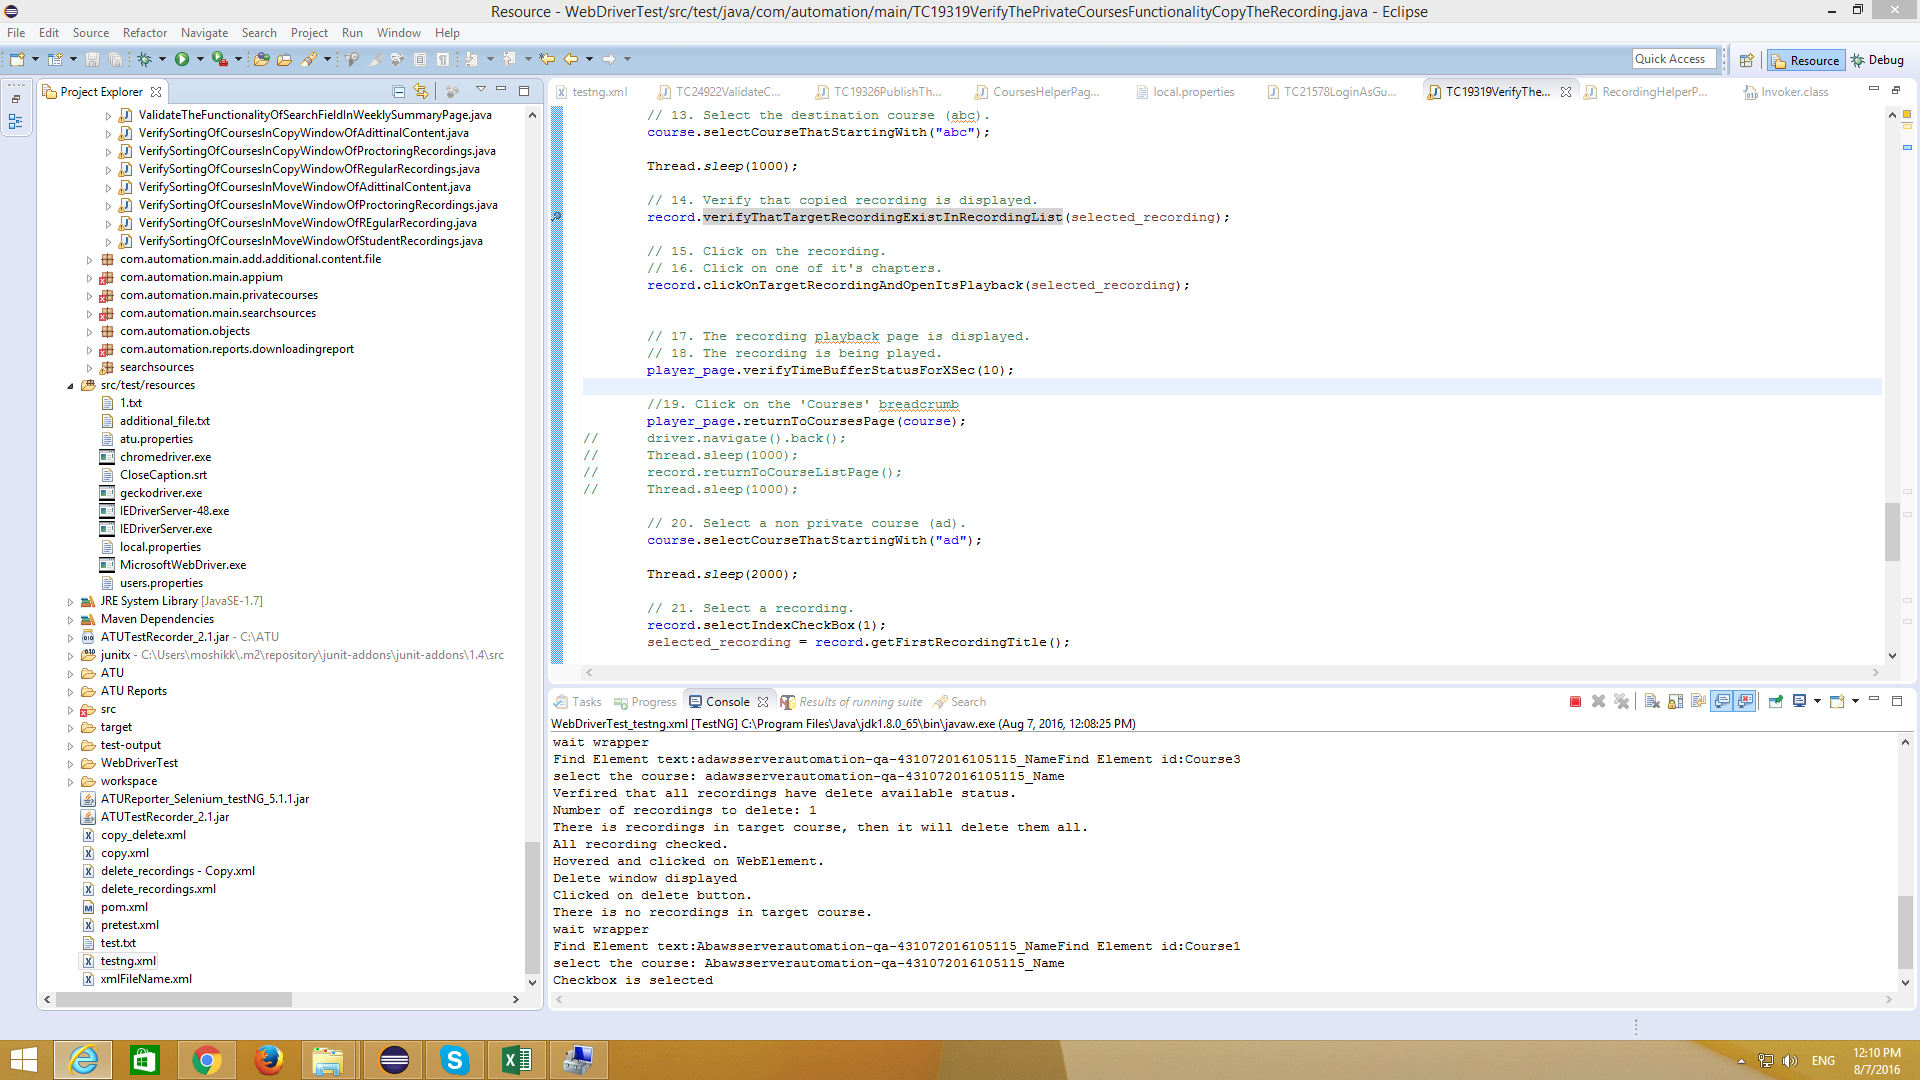 Resource - WebDriverTest/src/test/java/com/automation/main/TC19319VerifyThePrivateCoursesFunctionalityCopyTheRecording.java - Eclipse
File Edit Source Refactor Navigate Search Project Run Window Help
Quick Access
Resource
Debug
Project Explorer
ValidateTheFunctionalityOfSearchFieldInWeeklySummaryPage.java
VerifySortingOfCoursesInCopyWindowOfAdittinalContent.java
VerifySortingOfCoursesInCopyWindowOfProctoringRecordings.java
VerifySortingOfCoursesInCopyWindowOfRegularRecordings.java
VerifySortingOfCoursesInMoveWindowOfAdittinalContent.java
VerifySortingOfCoursesInMoveWindowOfProctoringRecordings.java
VerifySortingOfCoursesInMoveWindowOfREgularRecording.java
VerifySortingOfCoursesInMoveWindowOfStudentRecordings.java
com.automation.main.add.additional.content.file
com.automation.main.appium
com.automation.main.privatecourses
com.automation.main.searchsources
com.automation.objects
com.automation.reports.downloadingreport
searchsources
src/test/resources
1.txt
additional_file.txt
atu.properties
chromedriver.exe
CloseCaption.srt
geckodriver.exe
IEDriverServer-48.exe
IEDriverServer.exe
local.properties
MicrosoftWebDriver.exe
users.properties
JRE System Library [JavaSE-1.7]
Maven Dependencies
ATUTestRecorder_2.1.jar - C:\ATU
junitx - C:\Users\moshikk\.m2\repository\junit-addons\junit-addons\1.4\src
ATU
ATU Reports
src
target
test-output
WebDriverTest
workspace
ATUReporter_Selenium_testNG_5.1.1.jar
ATUTestRecorder_2.1.jar
copy_delete.xml
copy.xml
delete_recordings - Copy.xml
delete_recordings.xml
pom.xml
pretest.xml
test.txt
testng.xml
xmlFileName.xml
testng.xml
TC24922ValidateC...
TC19326PublishTh...
CoursesHelperPag...
local.properties
TC21578LoginAsGu...
TC19319VerifyThe...
RecordingHelperP...
Invoker.class
// 13. Select the destination course (abc).
course.selectCourseThatStartingWith("abc");
Thread.sleep(1000);
// 14. Verify that copied recording is displayed.
record.verifyThatTargetRecordingExistInRecordingList(selected_recording);
// 15. Click on the recording.
// 16. Click on one of it's chapters.
record.clickOnTargetRecordingAndOpenItsPlayback(selected_recording);
// 17. The recording playback page is displayed.
// 18. The recording is being played.
player_page.verifyTimeBufferStatusForXSec(10);
//19. Click on the 'Courses' breadcrumb
player_page.returnToCoursesPage(course);
// driver.navigate().back();
// Thread.sleep(1000);
// record.returnToCourseListPage();
// Thread.sleep(1000);
// 20. Select a non private course (ad).
course.selectCourseThatStartingWith("ad");
Thread.sleep(2000);
// 21. Select a recording.
record.selectIndexCheckBox(1);
selected_recording = record.getFirstRecordingTitle();
Tasks
Progress
Console
Results of running suite
Search
WebDriverTest_testng.xml [TestNG] C:\Program Files\Java\jdk1.8.0_65\bin\javaw.exe (Aug 7, 2016, 12:08:25 PM)
wait wrapper
Find Element text:adawsserverautomation-qa-431072016105115_NameFind Element id:Course3
select the course: adawsserverautomation-qa-431072016105115_Name
Verfired that all recordings have delete available status.
Number of recordings to delete: 1
There is recordings in target course, then it will delete them all.
All recording checked.
Hovered and clicked on WebElement.
Delete window displayed
Clicked on delete button.
There is no recordings in target course.
wait wrapper
Find Element text:Abawsserverautomation-qa-431072016105115_NameFind Element id:Course1
select the course: Abawsserverautomation-qa-431072016105115_Name
Checkbox is selected
ENG
12:10 PM
8/7/2016